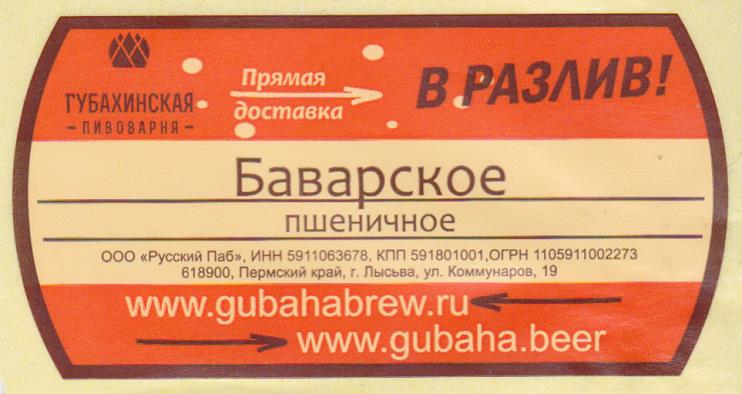 ГУБАХИНСКАЯ
– ПИВОВАРНЯ –
Прямая
доставка
В РАЗЛИВ!
Баварское
пшеничное
ООО «Русский Паб», ИНН 5911063678, КПП 591801001,ОГРН 1105911002273
618900, Пермский край, г. Лысьва, ул. Коммунаров, 19
www.gubahabrew.ru
www.gubaha.beer